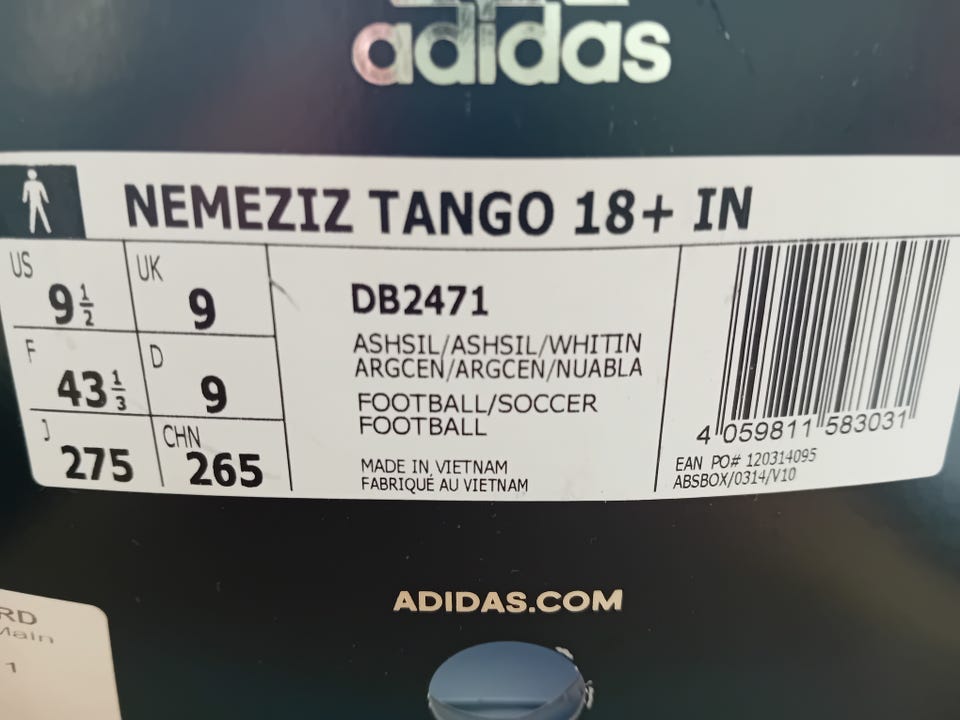 adidas
NEMEZIZ TANGO 18+ IN
US 9 1/2
UK 9
F 43 1/3
D 9
J 275
CHN 265
DB2471
ASHSIL/ASHSIL/WHITIN
ARGCEN/ARGCEN/NUABLA
FOOTBALL/SOCCER
FOOTBALL
MADE IN VIETNAM
FABRIQUÉ AU VIETNAM
4 059811 583031
EAN PO# 120314095
ABSBOX/0314/V10
ADIDAS.COM
Main
1